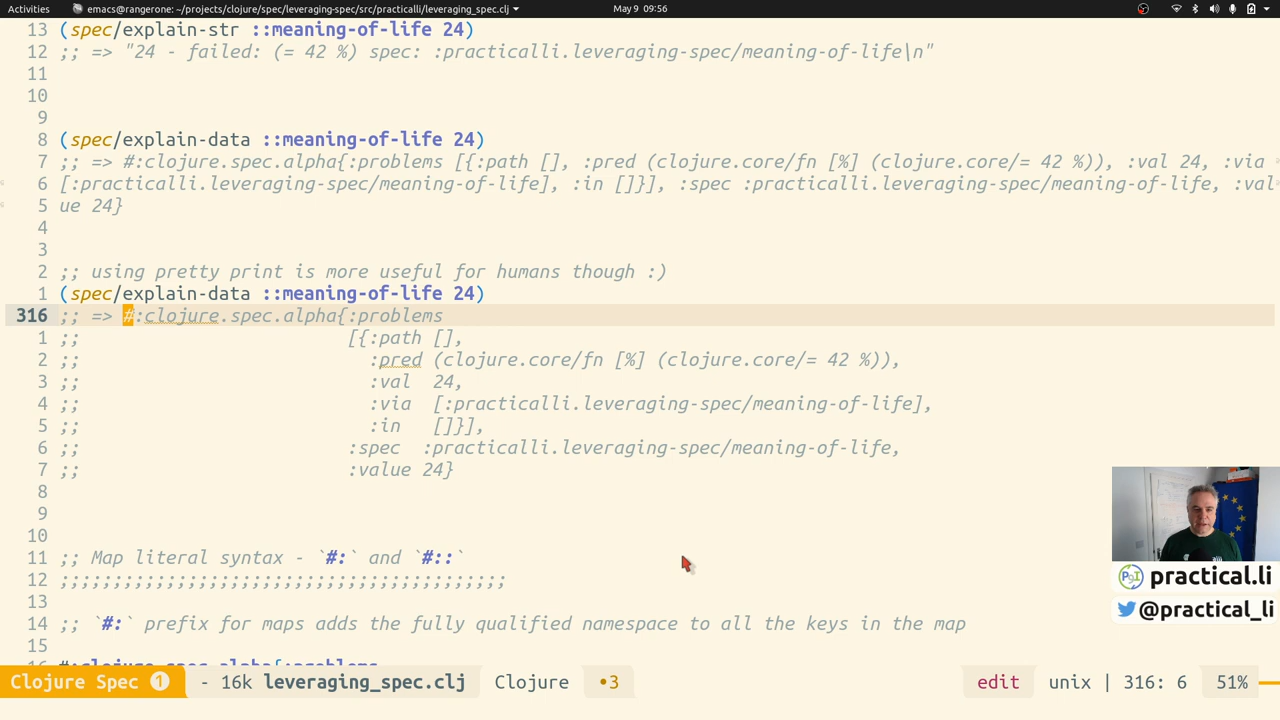 Activities emacs@rangerone: ~/projects/clojure/spec/leveraging-spec/src/practicalli/leveraging_spec.clj May 9 09:56
13 (spec/explain-str ::meaning-of-life 24)
12 ;; => "24 - failed: (= 42 %) spec: :practicalli.leveraging-spec/meaning-of-life\n"
11
10
9
8 (spec/explain-data ::meaning-of-life 24)
7 ;; => #:clojure.spec.alpha{:problems [{:path [], :pred (clojure.core/fn [%] (clojure.core/= 42 %)), :val 24, :via
6 [:practicalli.leveraging-spec/meaning-of-life], :in []}], :spec :practicalli.leveraging-spec/meaning-of-life, :val
5 ue 24}
4
3
2 ;; using pretty print is more useful for humans though :)
1 (spec/explain-data ::meaning-of-life 24)
316 ;; => #:clojure.spec.alpha{:problems
1 ;; [{:path [],
2 ;; :pred (clojure.core/fn [%] (clojure.core/= 42 %)),
3 ;; :val 24,
4 ;; :via [:practicalli.leveraging-spec/meaning-of-life],
5 ;; :in []}],
6 ;; :spec :practicalli.leveraging-spec/meaning-of-life,
7 ;; :value 24}
8
9
10
11 ;; Map literal syntax - `#:` and `#::`
12 ;;;;;;;;;;;;;;;;;;;;;;;;;;;;;;;;;;;;;;;;;;
13
14 ;; `#:` prefix for maps adds the fully qualified namespace to all the keys in the map
16 #:clojure.spec.alpha{:problems
practical.li
@practical_li
Clojure Spec 1 - 16k leveraging_spec.clj Clojure •3 edit unix | 316: 6 51%